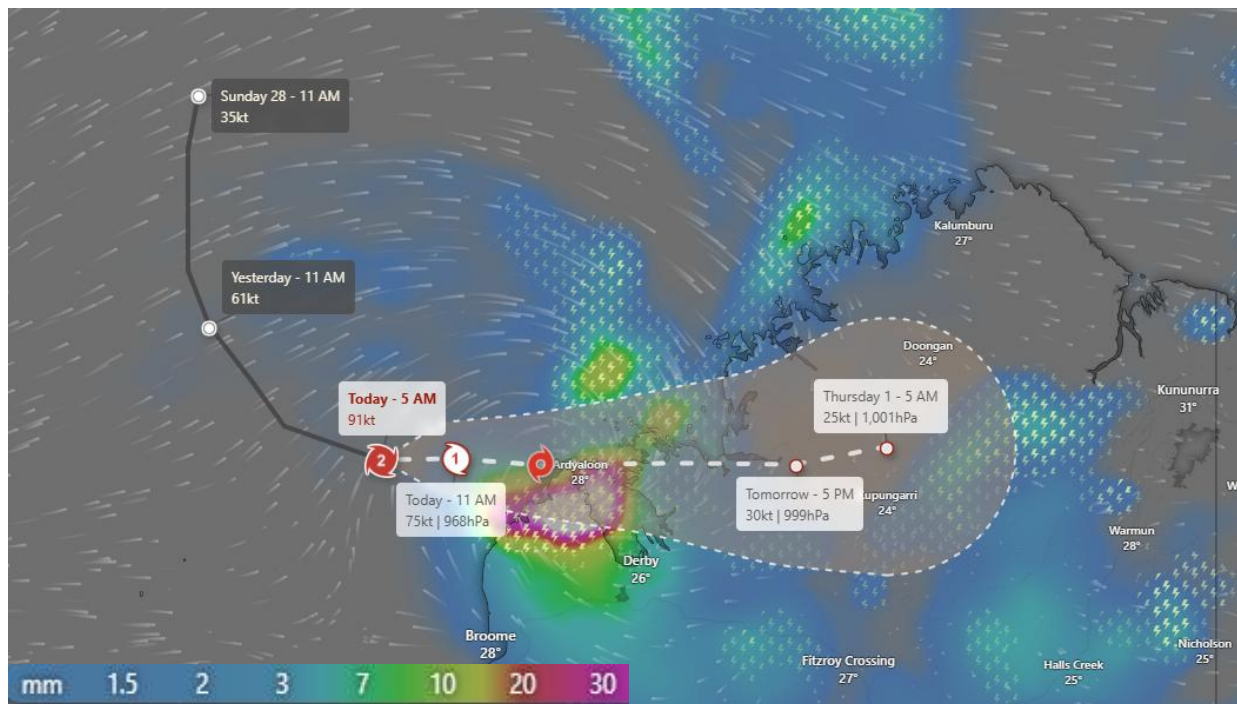 Sunday 28 - 11 AM
35kt
Kalumburu
27°
Yesterday - 11 AM
61kt
Doongan
24°
Today - 5 AM
91kt
Thursday 1 - 5 AM
25kt | 1,001hPa
Kununurra
31°
2
1
Ardyaloon
28°
Today - 11 AM
75kt | 968hPa
Tomorrow - 5 PM
30kt | 999hPa
Kupungarri
24°
W
Warmun
28°
Derby
26°
Broome
28°
Fitzroy Crossing
27°
Halls Creek
25°
Nicholson
25°
mm 1.5 2 3 7 10 20 30